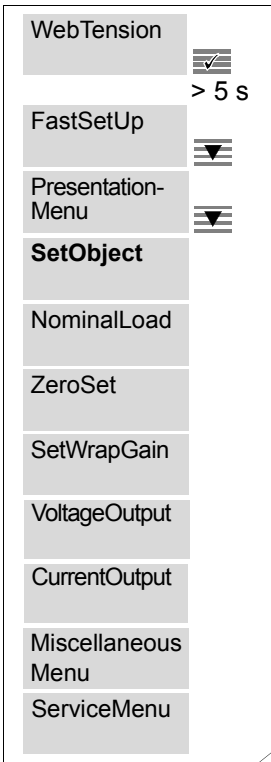 WebTension
> 5 s
FastSetUp
Presentation-
Menu
SetObject
NominalLoad
ZeroSet
SetWrapGain
VoltageOutput
CurrentOutput
Miscellaneous
Menu
ServiceMenu